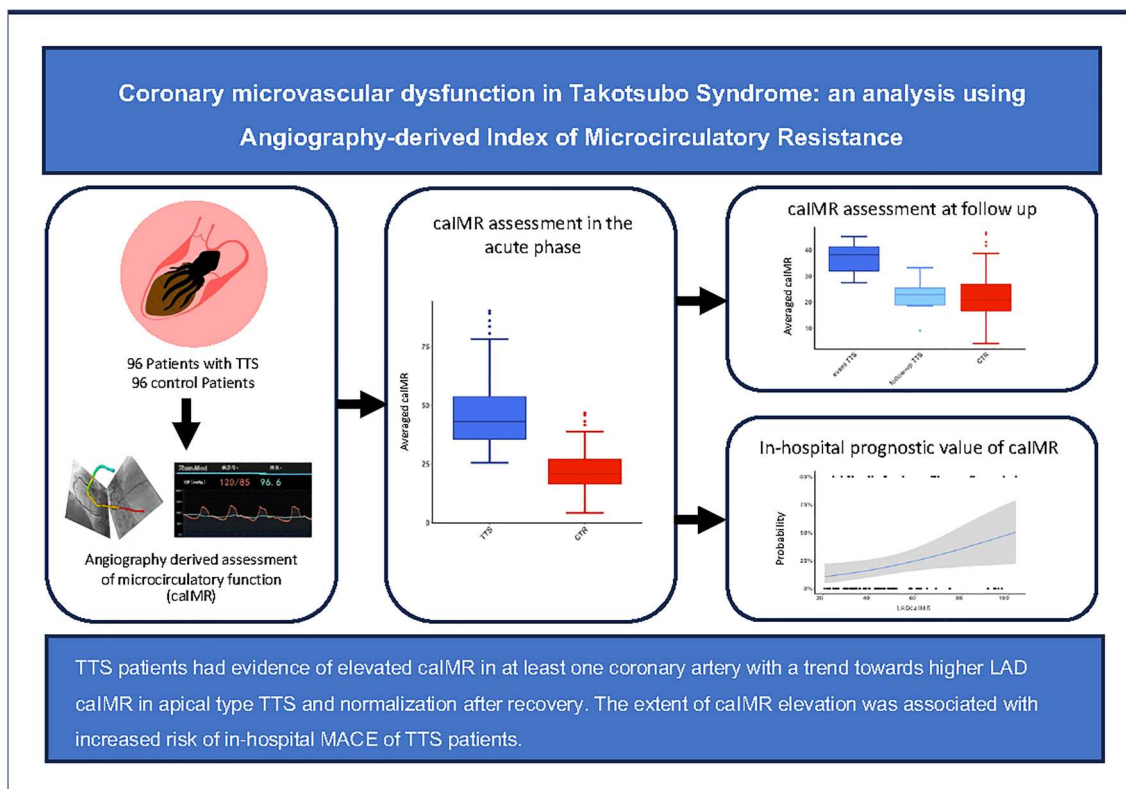 Coronary microvascular dysfunction in Takotsubo Syndrome: an analysis using
Angiography-derived Index of Microcirculatory Resistance
96 Patients with TTS
96 control Patients
RainMed
120/85
96.6
Angiography derived assessment
of microcirculatory function
(caIMR)
caIMR assessment in the
acute phase
Averaged caIMR
75
50
25
0
TTS
CTR
caIMR assessment at follow up
Averaged caIMR
40
30
20
10
event TTS
follow-up TTS
CTR
In-hospital prognostic value of caIMR
Probability
100%
75%
50%
25%
0%
20
40
60
80
100
LADcaIMR
TTS patients had evidence of elevated caIMR in at least one coronary artery with a trend towards higher LAD
caIMR in apical type TTS and normalization after recovery. The extent of caIMR elevation was associated with
increased risk of in-hospital MACE of TTS patients.